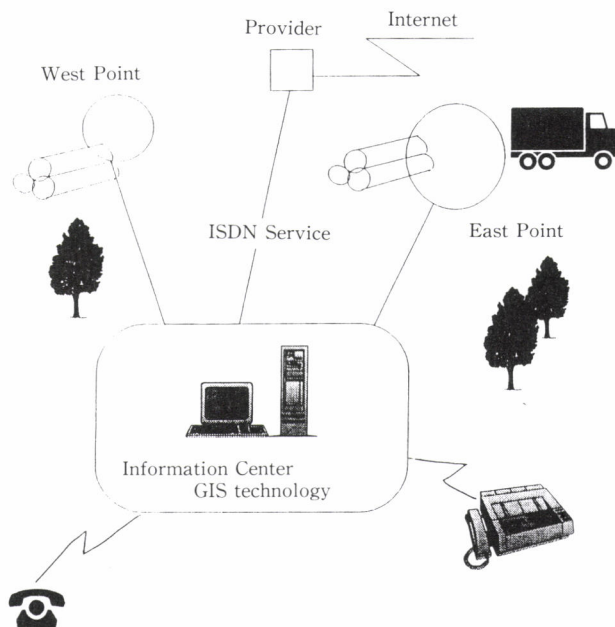 Internet
Provider
West Point
ISDN Service
East Point
Information Center
GIS technology